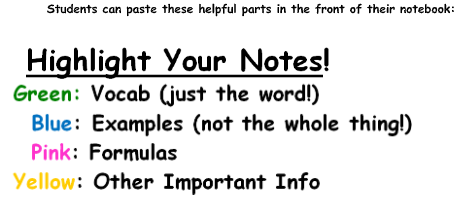 Students can paste these helpful parts in the front of their notebook:
Highlight Your Notes!
Green: Vocab (just the word!)
Blue: Examples (not the whole thing!)
Pink: Formulas
Yellow: Other Important Info